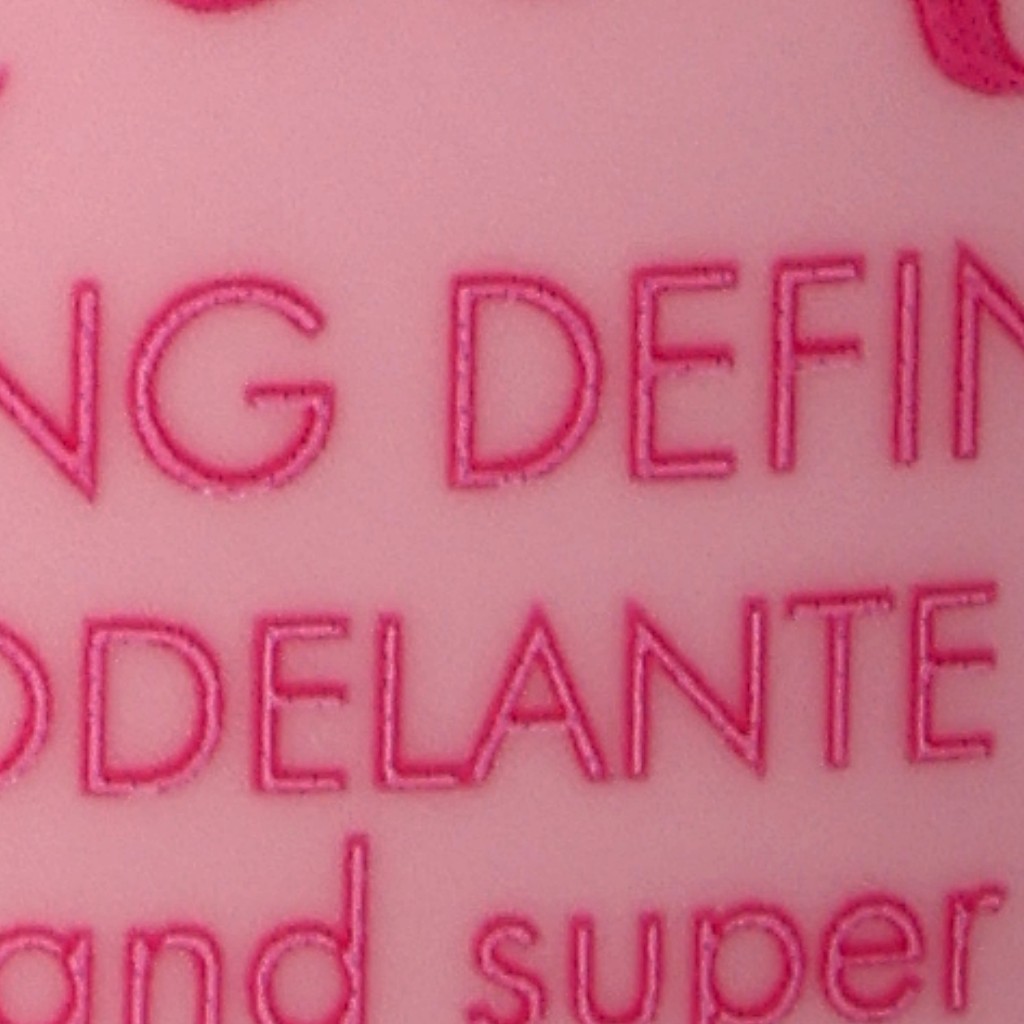 NG DEFIN
ODELANTE
and super